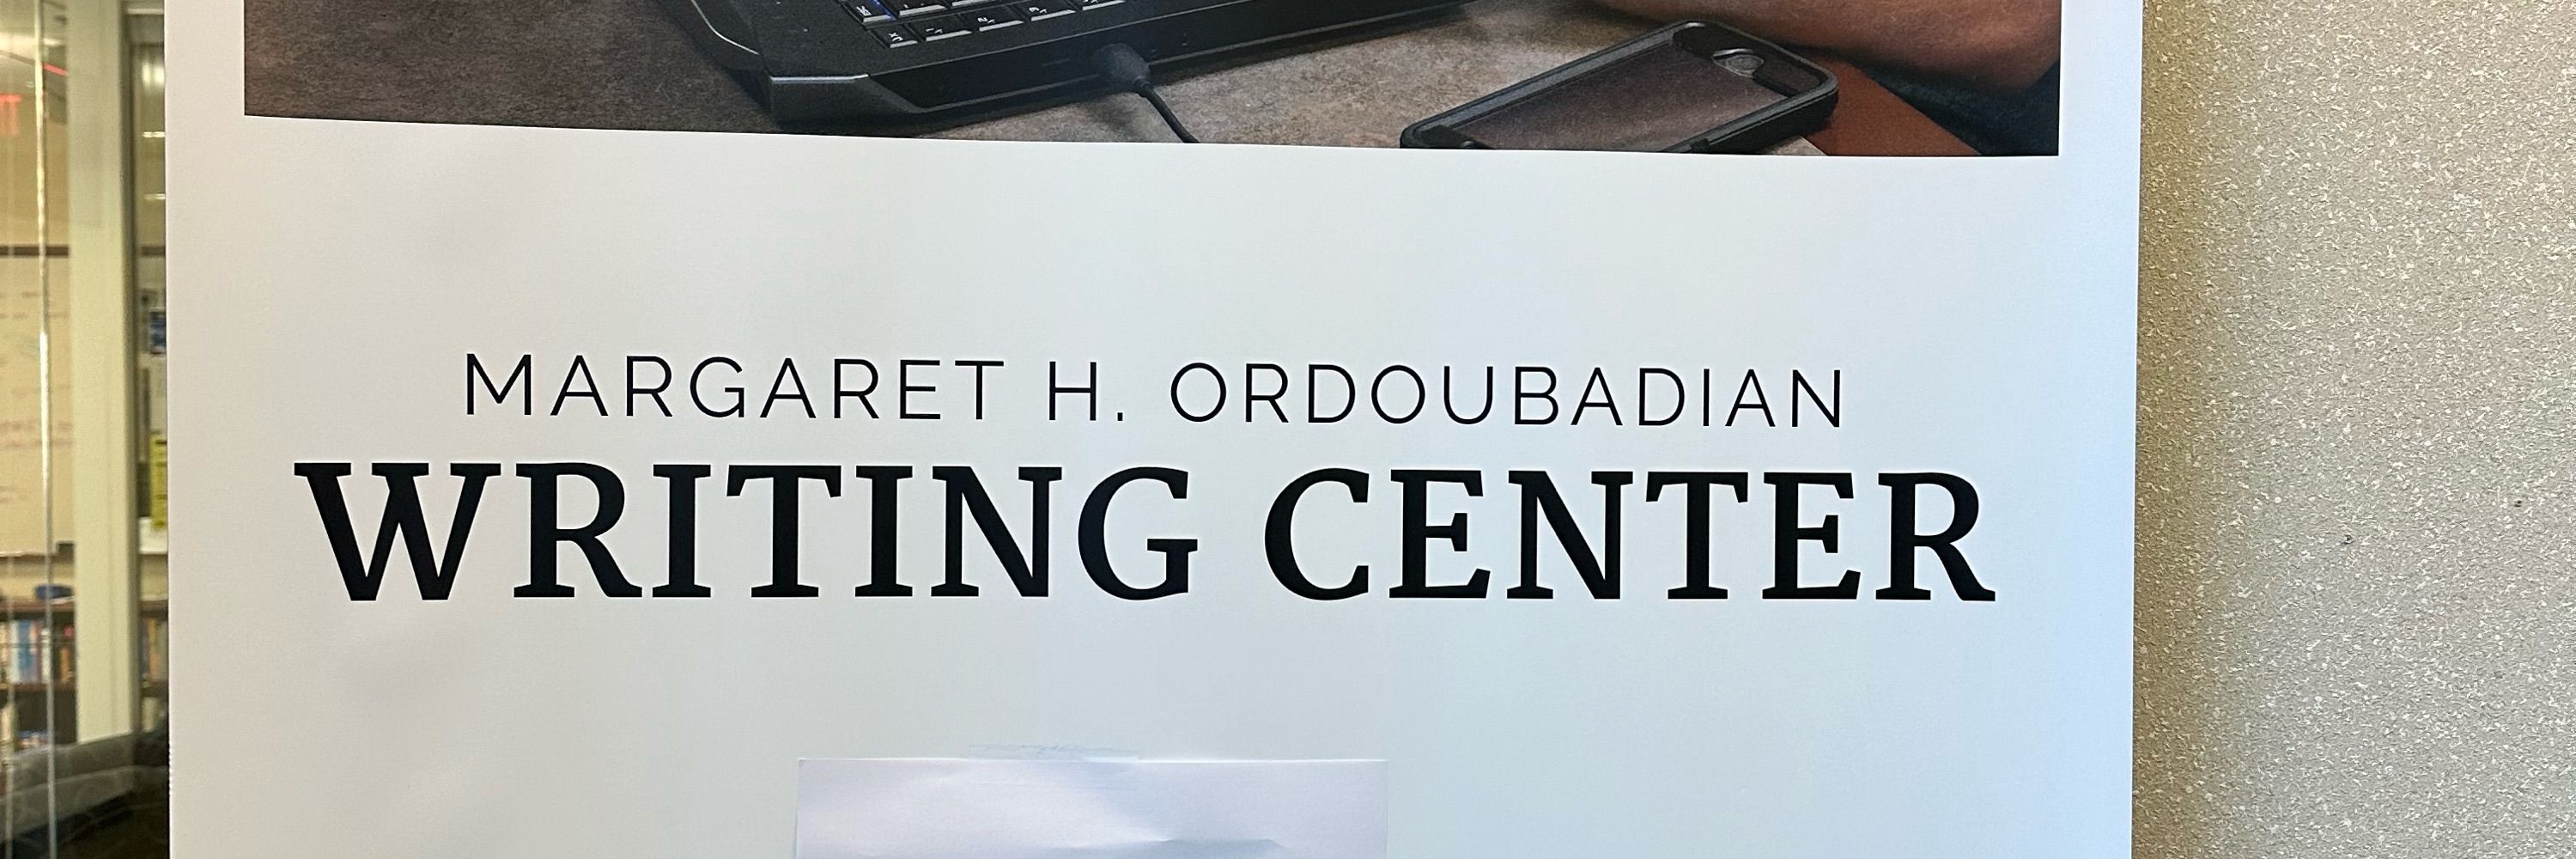 MARGARET H. ORDOUBADIAN
WRITING CENTER